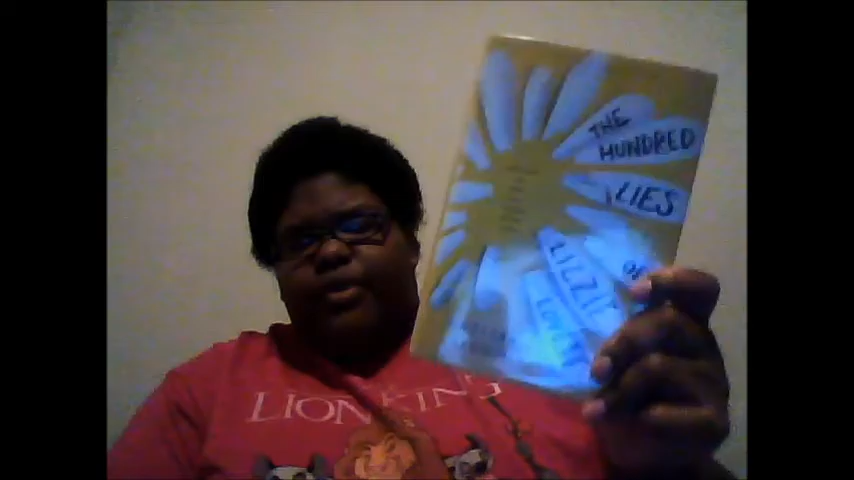 THE
HUNDRED
LIES
OF
LIZZIE
LOVETT
LION KING